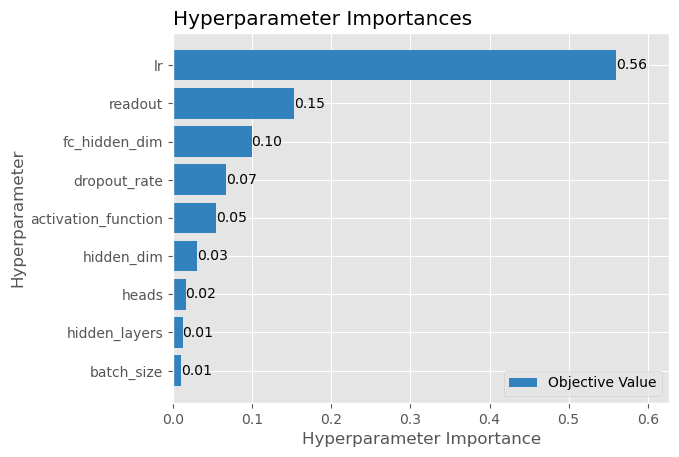 Hyperparameter Importances
Hyperparameter
lr
0.56
readout
0.15
fc_hidden_dim
0.10
dropout_rate
0.07
activation_function
0.05
hidden_dim
0.03
heads
0.02
hidden_layers
0.01
batch_size
0.01
Objective Value
0.0 0.1 0.2 0.3 0.4 0.5 0.6
Hyperparameter Importance